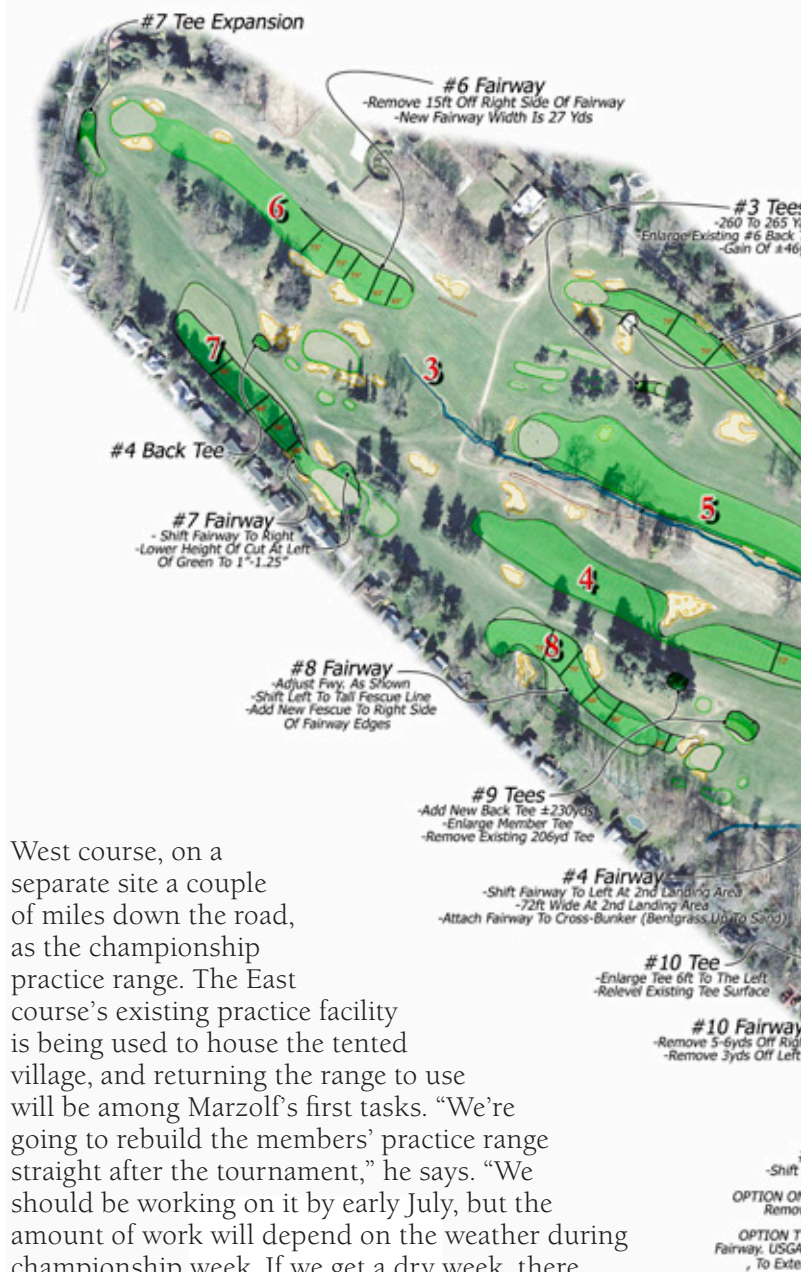 #7 Tee Expansion
#6 Fairway
-Remove 15ft Off Right Side Of Fairway
-New Fairway Width Is 27 Yds
#3 Tees
-260 To 265
-Enlarge Existing #6 Back
-Gain Of
6
7
3
5
4
8
#4 Back Tee
#7 Fairway
- Shift Fairway To Right
-Lower Height Of Cut At Left
Of Green To 1"-1.25"
#8 Fairway
-Adjust Fwy. As Shown
-Shift Left To Tall Fescue Line
-Add New Fescue To Right Side
Of Fairway Edges
#9 Tees
-Add New Back Tee ±230yds
-Enlarge Member Tee
-Remove Existing 206yd Tee
#4 Fairway
-Shift Fairway To Left At 2nd Landing Area
-72ft Wide At 2nd Landing Area
-Attach Fairway To Cross-Bunker (Bentgrass Up To Sand)
#10 Tee
-Enlarge Tee 6ft To The Left
-Relevel Existing Tee Surface
#10 Fairway
-Remove 5-6yds Off
-Remove 3yds Off Left
-Shift
OPTION
OPTION
Fairway. USGA
, To
West course, on a
separate site a couple
of miles down the road,
as the championship
practice range. The East
course’s existing practice facility
is being used to house the tented
village, and returning the range to use
will be among Marzolf’s first tasks. “We’re
going to rebuild the members’ practice range
straight after the tournament,” he says. “We
should be working on it by early July, but the
amount of work will depend on the weather during
championship week. If we get a dry week, there